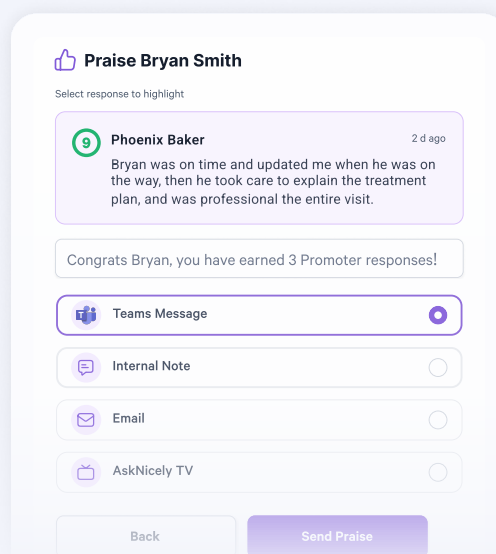 Praise Bryan Smith
Select response to highlight
9
Phoenix Baker
2 d ago
Bryan was on time and updated me when he was on
the way, then he took care to explain the treatment
plan, and was professional the entire visit.
Congrats Bryan, you have earned 3 Promoter responses!
T
Teams Message
Internal Note
Email
AskNicely TV
Back
Send Praise